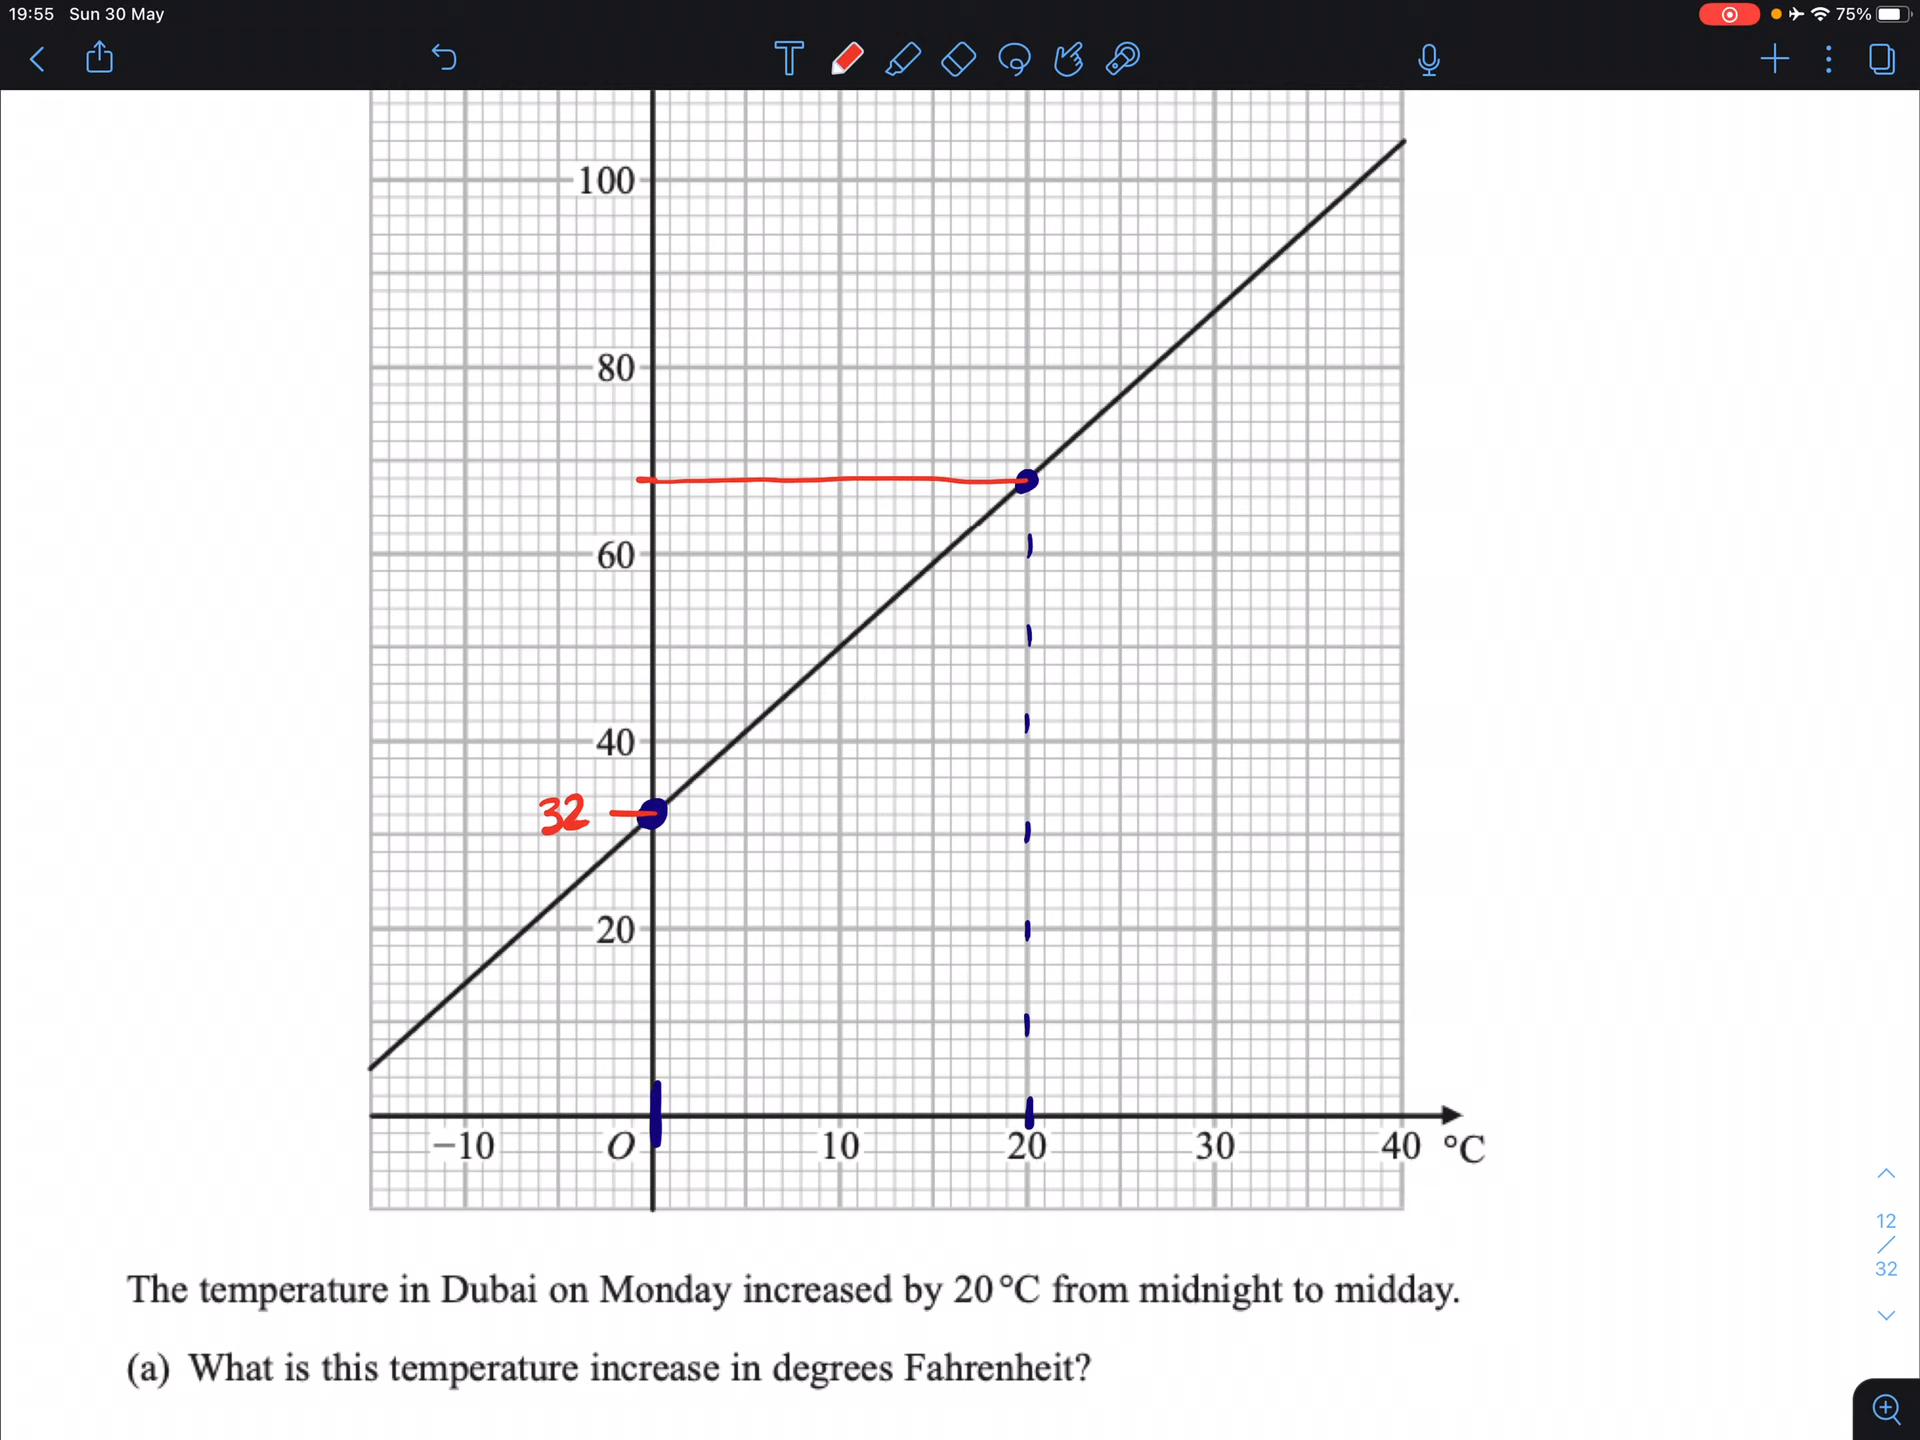 19:55 Sun 30 May
75%
T
100
80
60
40
32
20
−10 O 10 20 30 40 °C
12
/
32
The temperature in Dubai on Monday increased by 20 °C from midnight to midday.
(a) What is this temperature increase in degrees Fahrenheit?